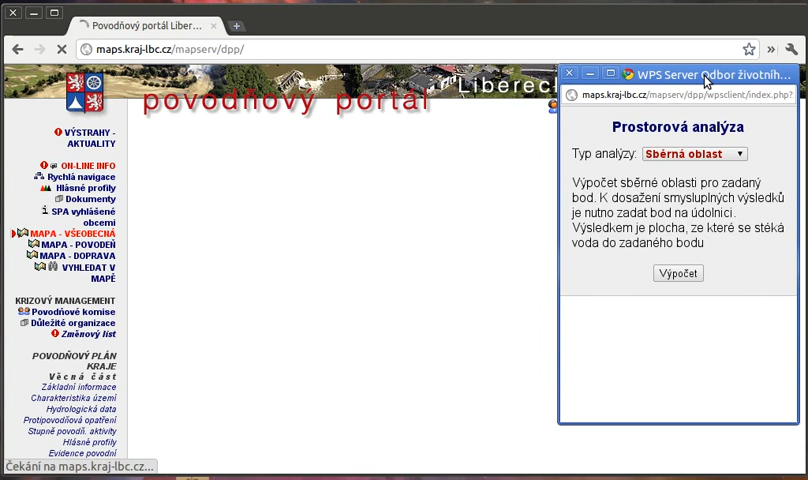 Povodňový portál Liber...
maps.kraj-lbc.cz/mapserv/dpp/
povodňový portál
Liberec
VÝSTRAHY -
AKTUALITY
ON-LINE INFO
Rychlá navigace
Hlásné profily
Dokumenty
SPA vyhlášené
obcemi
MAPA - VŠEOBECNÁ
MAPA - POVODEŇ
MAPA - DOPRAVA
VYHLEDAT V
MAPĚ
KRIZOVÝ MANAGEMENT
Povodňové komise
Důležité organizace
Změnový list
POVODŇOVÝ PLÁN
KRAJE
Věcná část
Základní informace
Charakteristika území
Hydrologická data
Protipovodňová opatření
Stupně povodň. aktivity
Hlásné profily
Evidence povodní
Čekání na maps.kraj-lbc.cz...
WPS Server Odbor životníh...
maps.kraj-lbc.cz/mapserv/dpp/wpsclient/index.php?
Prostorová analýza
Typ analýzy: Sběrná oblast
Výpočet sběrné oblasti pro zadaný
bod. K dosažení smysluplných výsledků
je nutno zadat bod na údolnici.
Výsledkem je plocha, ze které se stéká
voda do zadaného bodu
Výpočet